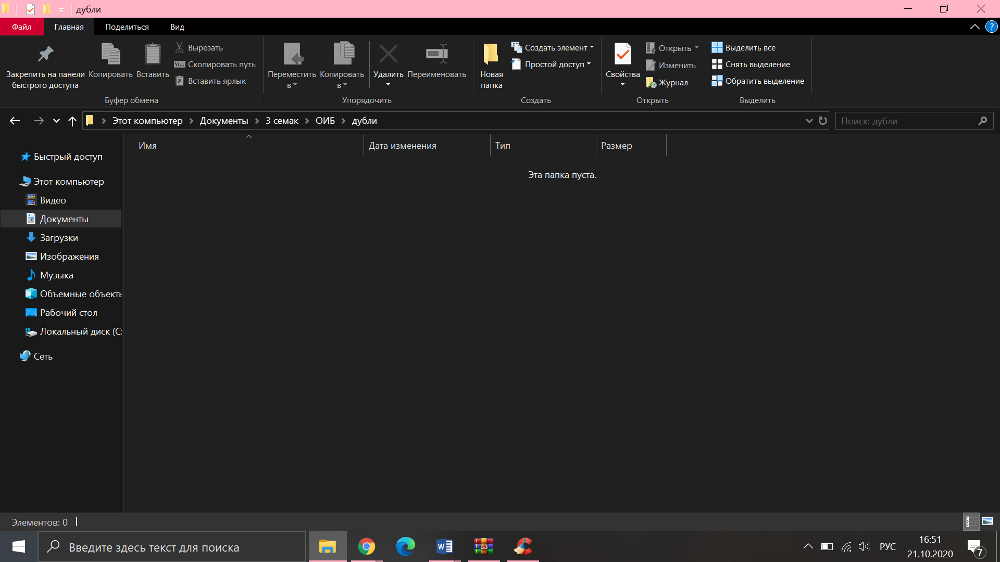 дубли
Файл Главная Поделиться Вид
Закрепить на панели быстрого доступа
Копировать
Вставить
Вырезать
Скопировать путь
Вставить ярлык
Буфер обмена
Переместить в
Копировать в
Удалить
Переименовать
Упорядочить
Новая папка
Создать элемент
Простой доступ
Создать
Свойства
Открыть
Изменить
Журнал
Открыть
Выделить все
Снять выделение
Обратить выделение
Выделить
Этот компьютер Документы 3 семак ОИБ дубли
Поиск: дубли
Имя Дата изменения Тип Размер
Эта папка пуста.
Быстрый доступ
Этот компьютер
Видео
Документы
Загрузки
Изображения
Музыка
Объемные объекты
Рабочий стол
Локальный диск (C:
Сеть
Элементов: 0
Введите здесь текст для поиска
РУС
16:51
21.10.2020
7